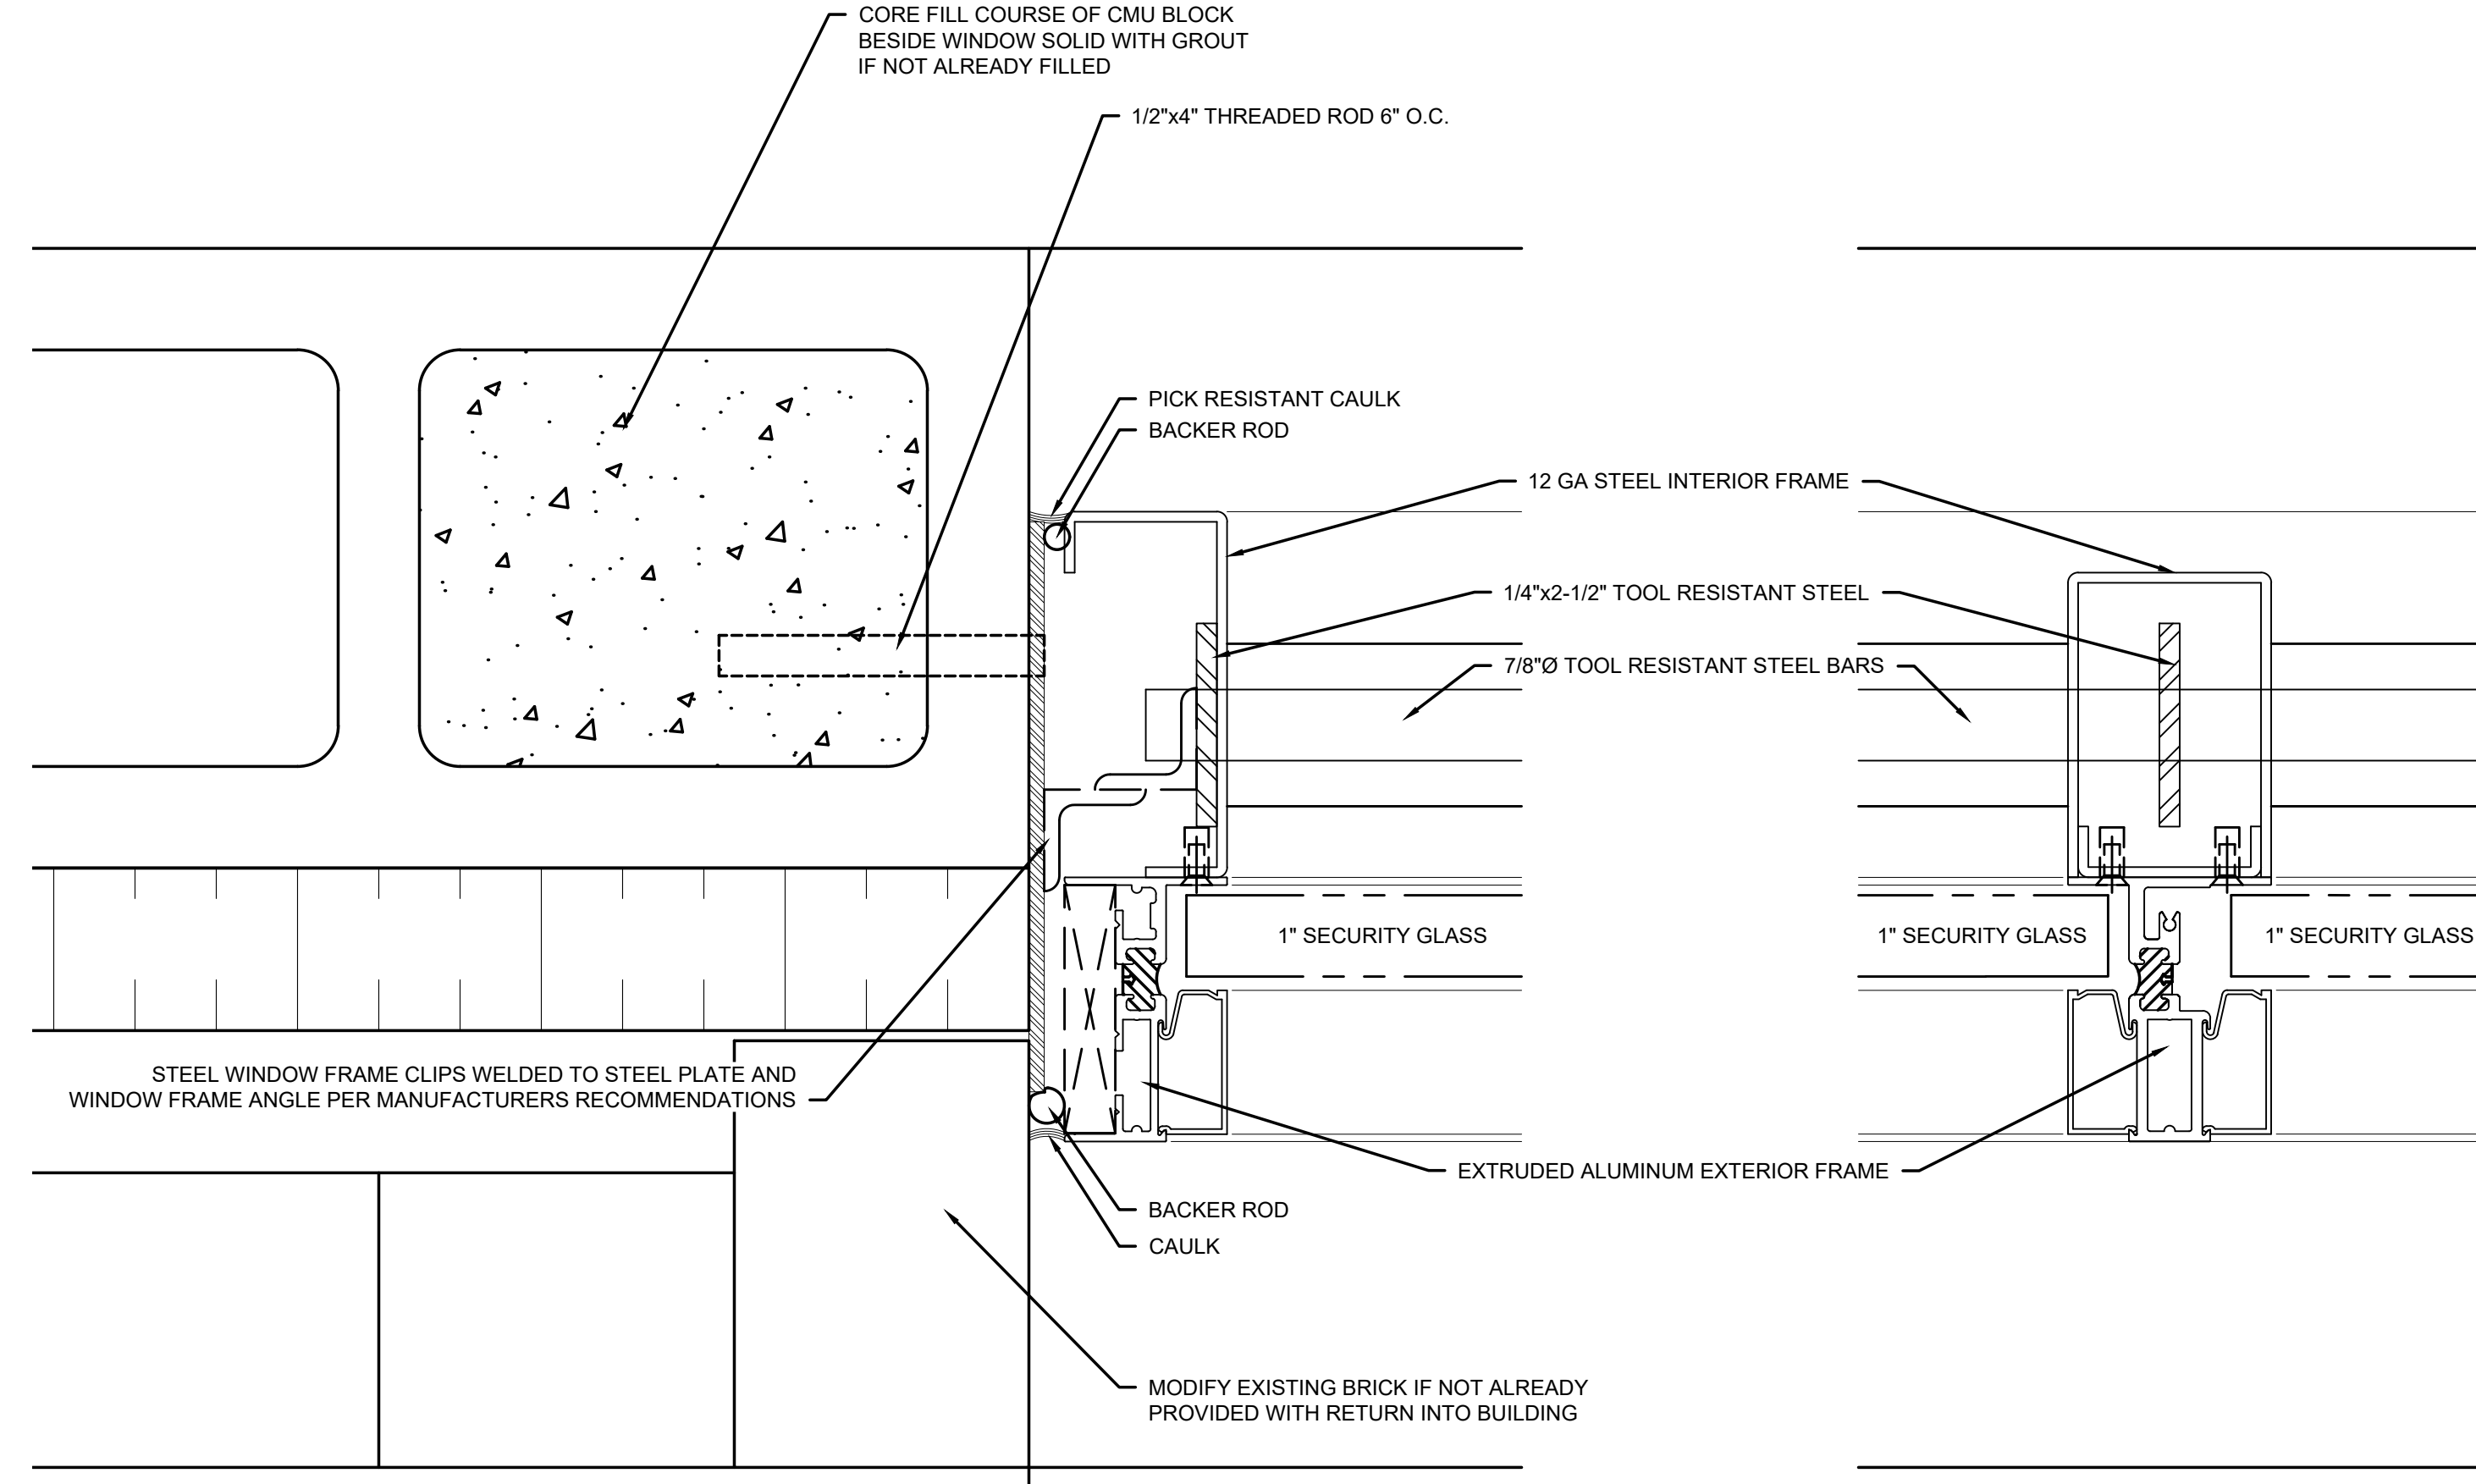 CORE FILL COURSE OF CMU BLOCK
BESIDE WINDOW SOLID WITH GROUT
IF NOT ALREADY FILLED
1/2"x4" THREADED ROD 6" O.C.
PICK RESISTANT CAULK
BACKER ROD
12 GA STEEL INTERIOR FRAME
1/4"x2-1/2" TOOL RESISTANT STEEL
7/8"Ø TOOL RESISTANT STEEL BARS
1" SECURITY GLASS
1" SECURITY GLASS
1" SECURITY GLASS
STEEL WINDOW FRAME CLIPS WELDED TO STEEL PLATE AND
WINDOW FRAME ANGLE PER MANUFACTURERS RECOMMENDATIONS
EXTRUDED ALUMINUM EXTERIOR FRAME
BACKER ROD
CAULK
MODIFY EXISTING BRICK IF NOT ALREADY
PROVIDED WITH RETURN INTO BUILDING